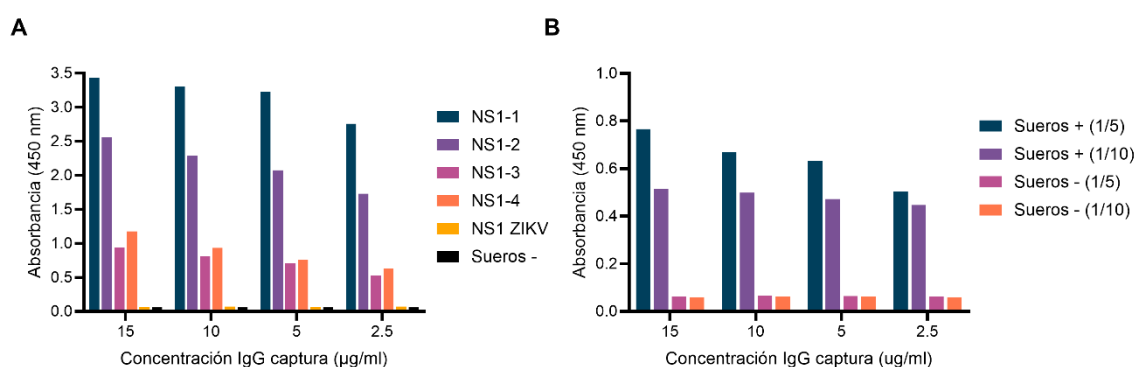 A
Absorbancia (450 nm)
3.5
3.0
2.5
2.0
1.5
1.0
0.5
0.0
15 10 5 2.5
Concentración IgG captura (µg/ml)
NS1-1
NS1-2
NS1-3
NS1-4
NS1 ZIKV
Sueros -
B
Absorbancia (450 nm)
1.0
0.8
0.6
0.4
0.2
0.0
15 10 5 2.5
Concentración IgG captura (ug/ml)
Sueros + (1/5)
Sueros + (1/10)
Sueros - (1/5)
Sueros - (1/10)